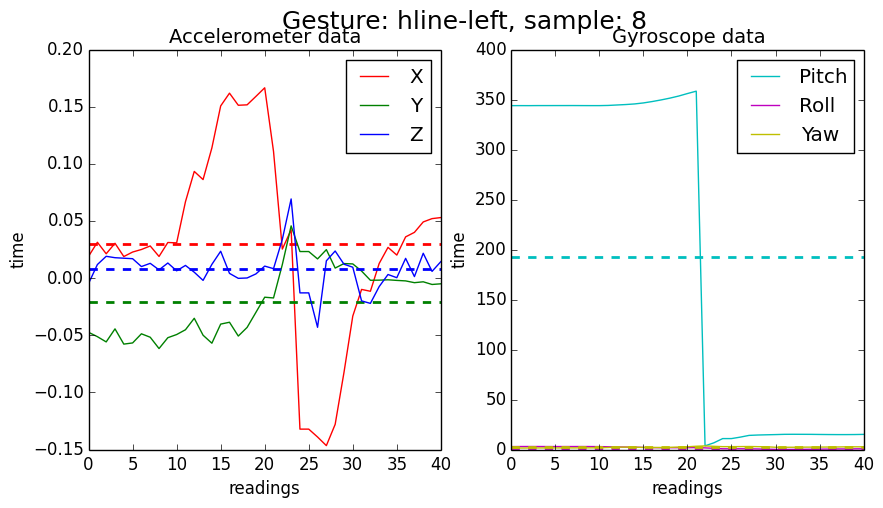 Gesture: hline-left, sample: 8
Accelerometer data
0.20
0.15
0.10
0.05
0.00
−0.05
−0.10
−0.15
0 5 10 15 20 25 30 35 40
time
readings
X
Y
Z
Gyroscope data
400
350
300
250
200
150
100
50
0
0 5 10 15 20 25 30 35 40
time
readings
Pitch
Roll
Yaw